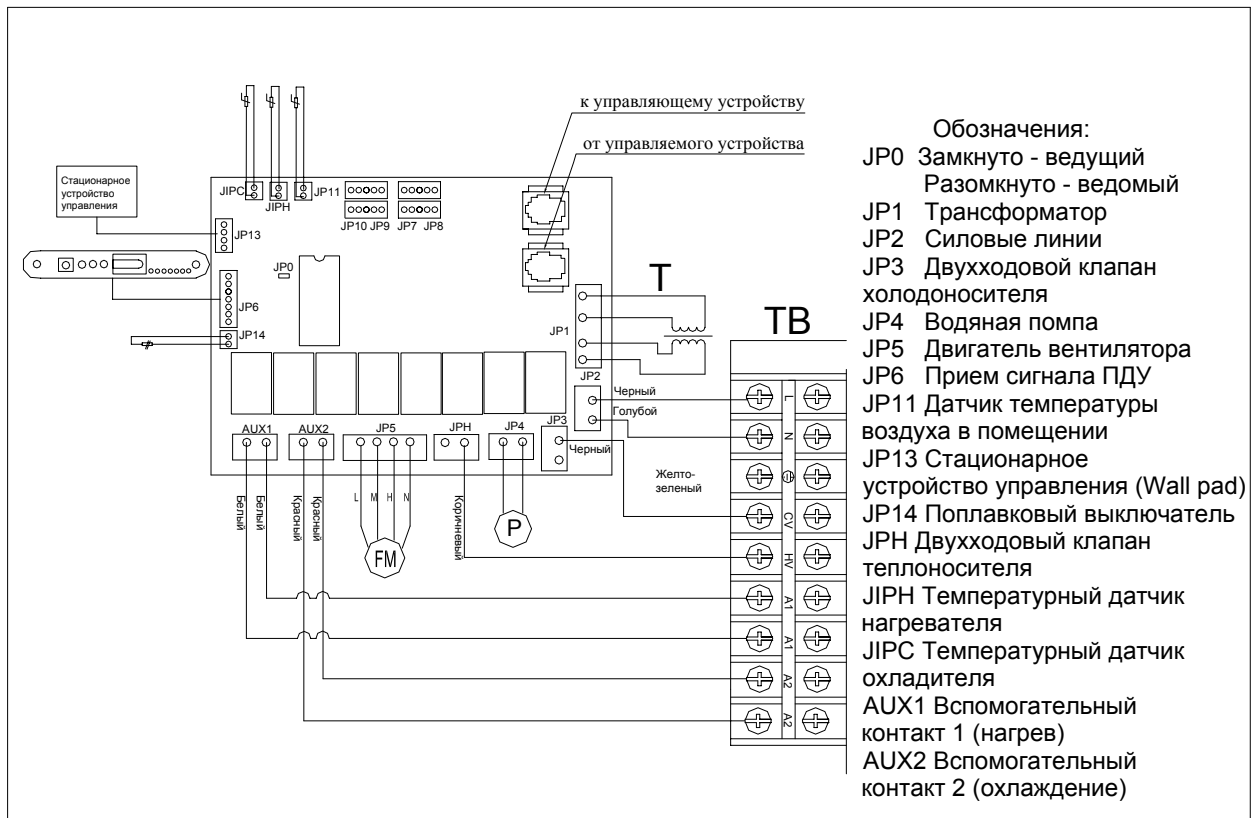 к управляющему устройству
от управляемого устройства
Стационарное
устройство
управления
JIPC
JIPH
JP11
JP10 JP9 JP7 JP8
JP13
JP0
JP6
JP14
JP1
T
TB
JP2
Черный
Голубой
JP3
Черный
Желто-
зеленый
AUX1
AUX2
JP5
JPH
JP4
Белый
Белый
Красный
Красный
L M H N
Коричневый
FM
P
L
N
CV
HV
A1
A1
A2
A2
Обозначения:
JP0 Замкнуто - ведущий
Разомкнуто - ведомый
JP1 Трансформатор
JP2 Силовые линии
JP3 Двухходовой клапан
холодоносителя
JP4 Водяная помпа
JP5 Двигатель вентилятора
JP6 Прием сигнала ПДУ
JP11 Датчик температуры
воздуха в помещении
JP13 Стационарное
устройство управления (Wall pad)
JP14 Поплавковый выключатель
JPH Двухходовый клапан
теплоносителя
JIPH Температурный датчик
нагревателя
JIPC Температурный датчик
охладителя
AUX1 Вспомогательный
контакт 1 (нагрев)
AUX2 Вспомогательный
контакт 2 (охлаждение)